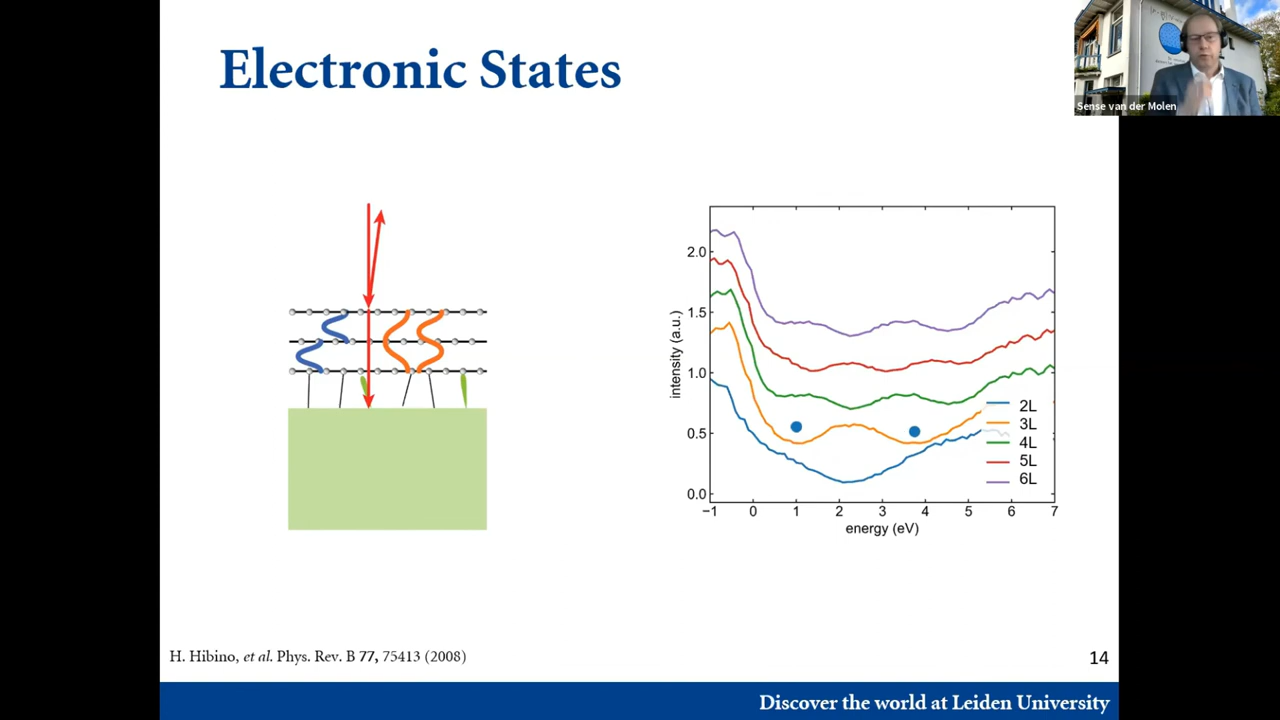 Electronic States
Sense van der Molen
2.0
1.5
1.0
0.5
0.0
intensity (a.u.)
2L
3L
4L
5L
6L
−1 0 1 2 3 4 5 6 7
energy (eV)
H. Hibino, et al. Phys. Rev. B 77, 75413 (2008)
14
Discover the world at Leiden University